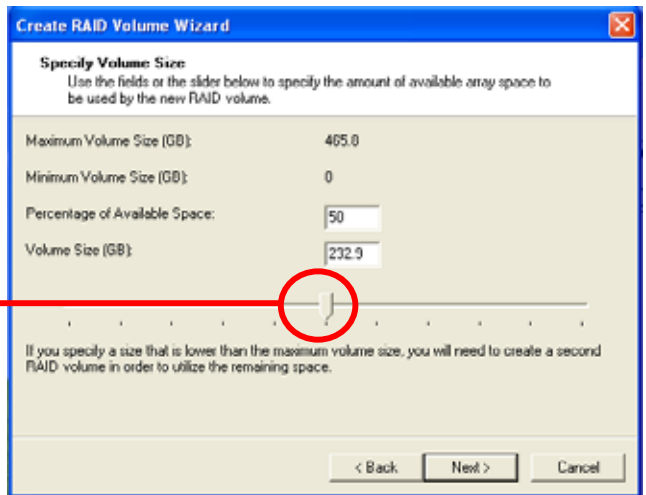 Create RAID Volume Wizard
Specify Volume Size
Use the fields or the slider below to specify the amount of available array space to
be used by the new RAID volume.
Maximum Volume Size (GB): 465.8
Minimum Volume Size (GB): 0
Percentage of Available Space: 50
Volume Size (GB): 232.9
If you specify a size that is lower than the maximum volume size, you will need to create a second
RAID volume in order to utilize the remaining space.
< Back Next > Cancel